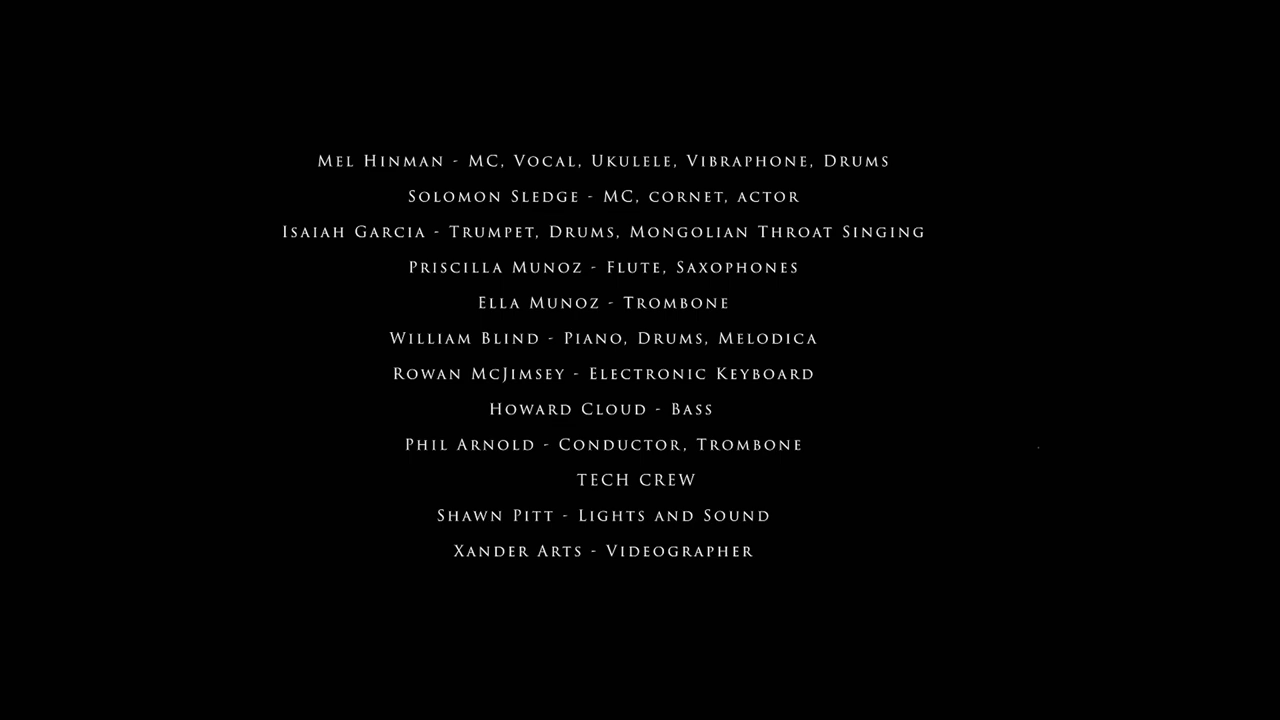 Mel Hinman - MC, Vocal, Ukulele, Vibraphone, Drums
Solomon Sledge - MC, cornet, actor
Isaiah Garcia - Trumpet, Drums, Mongolian Throat Singing
Priscilla Munoz - Flute, Saxophones
Ella Munoz - Trombone
William Blind - Piano, Drums, Melodica
Rowan McJimsey - Electronic Keyboard
Howard Cloud - Bass
Phil Arnold - Conductor, Trombone
TECH CREW
Shawn Pitt - Lights and Sound
Xander Arts - Videographer